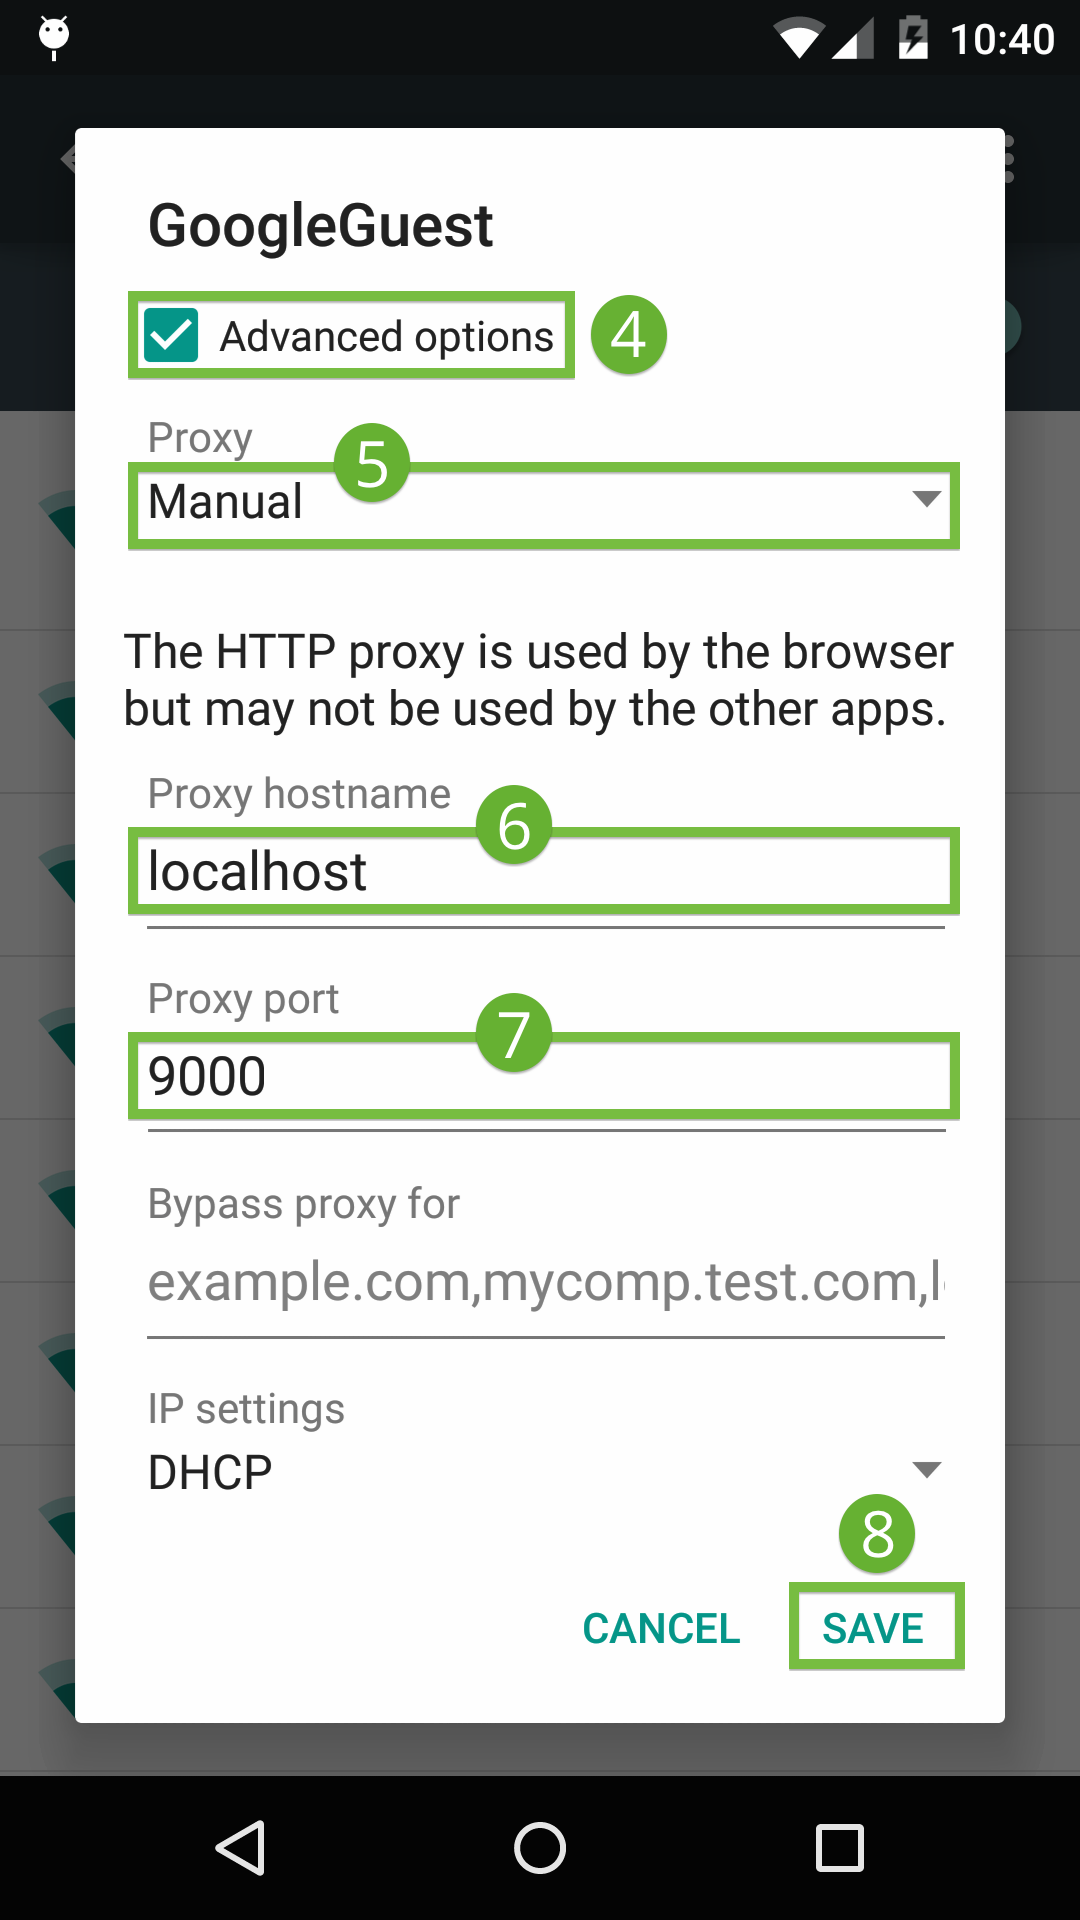 10:40
GoogleGuest
Advanced options
4
Proxy
5
Manual
The HTTP proxy is used by the browser
but may not be used by the other apps.
Proxy hostname
6
localhost
Proxy port
7
9000
Bypass proxy for
example.com,mycomp.test.com,l
IP settings
DHCP
8
CANCEL SAVE